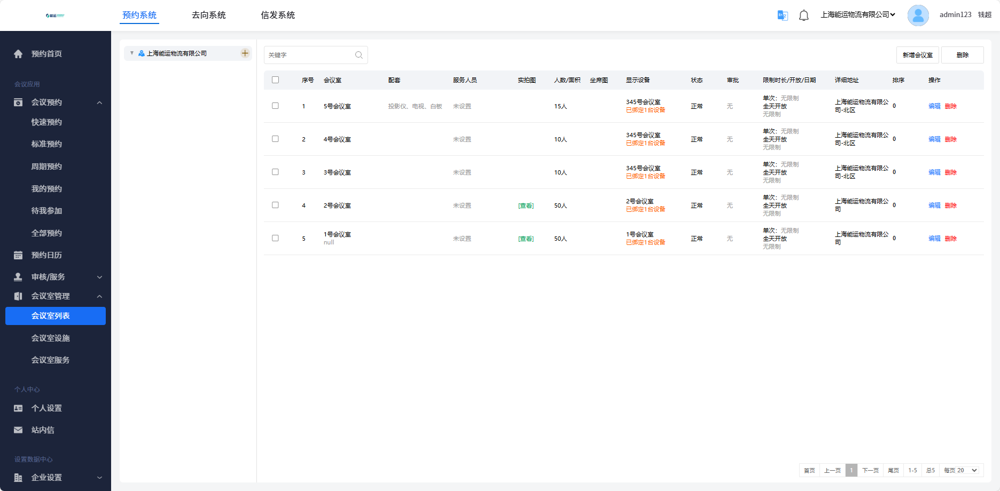 能运
预约系统
去向系统
信发系统
上海能运物流有限公司
admin123
钱超
预约首页
会议应用
会议预约
快速预约
标准预约
周期预约
我的预约
待我参加
全部预约
预约日历
审核/服务
会议室管理
会议室列表
会议室设施
会议室服务
个人中心
个人设置
站内信
设置数据中心
企业设置
上海能运物流有限公司
关键字
新增会议室
删除
序号 会议室 配套 服务人员 实拍图 人数/面积 坐席图 显示设备 状态 审批 限制时长/开放/日期 详细地址 排序 操作
1 5号会议室 投影仪、电视、白板 未设置 15人 345号会议室 正常 无 单次：无限制 上海能运物流有限公 0 编辑 删除
已绑定1台设备 全天开放 司-北区
无限制
2 4号会议室 未设置 10人 345号会议室 正常 无 单次：无限制 上海能运物流有限公 0 编辑 删除
已绑定1台设备 全天开放 司-北区
无限制
3 3号会议室 未设置 10人 345号会议室 正常 无 单次：无限制 上海能运物流有限公 0 编辑 删除
已绑定1台设备 全天开放 司-北区
无限制
4 2号会议室 未设置 [查看] 50人 2号会议室 正常 无 单次：无限制 上海能运物流有限公 0 编辑 删除
已绑定1台设备 全天开放 司
无限制
5 1号会议室 未设置 [查看] 50人 1号会议室 正常 无 单次：无限制 上海能运物流有限公 0 编辑 删除
null 已绑定1台设备 全天开放 司
无限制
首页 上一页 1 下一页 尾页 1-5 总5 每页 20